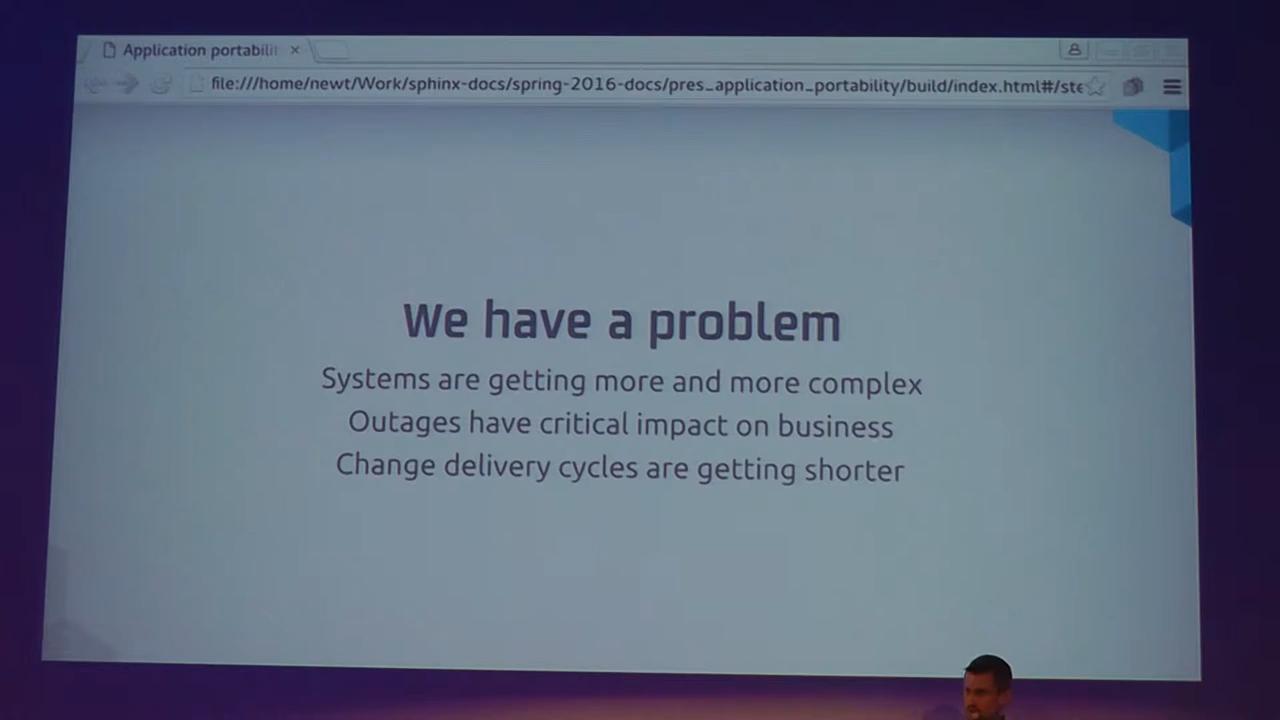 Application portabilit
file:///home/newt/Work/sphinx-docs/spring-2016-docs/pres_application_portability/build/index.html#/ste
We have a problem
Systems are getting more and more complex
Outages have critical impact on business
Change delivery cycles are getting shorter